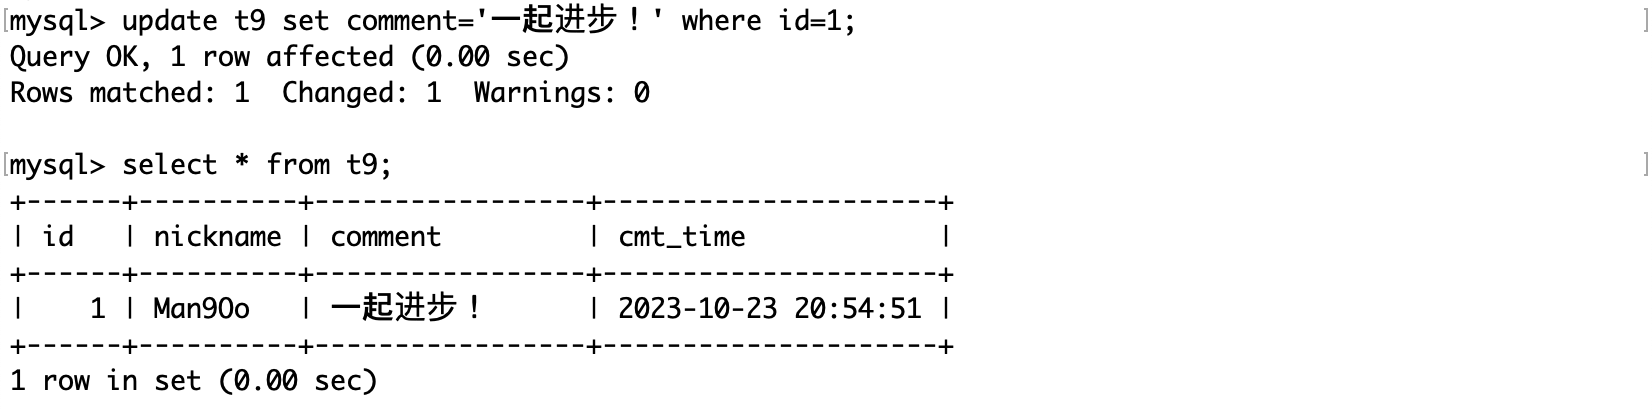 mysql> update t9 set comment='一起进步！' where id=1;
Query OK, 1 row affected (0.00 sec)
Rows matched: 1  Changed: 1  Warnings: 0
mysql> select * from t9;
+------+----------+-----------------+---------------------+
| id   | nickname | comment         | cmt_time            |
+------+----------+-----------------+---------------------+
|    1 | Man9Oo   | 一起进步！      | 2023-10-23 20:54:51 |
+------+----------+-----------------+---------------------+
1 row in set (0.00 sec)